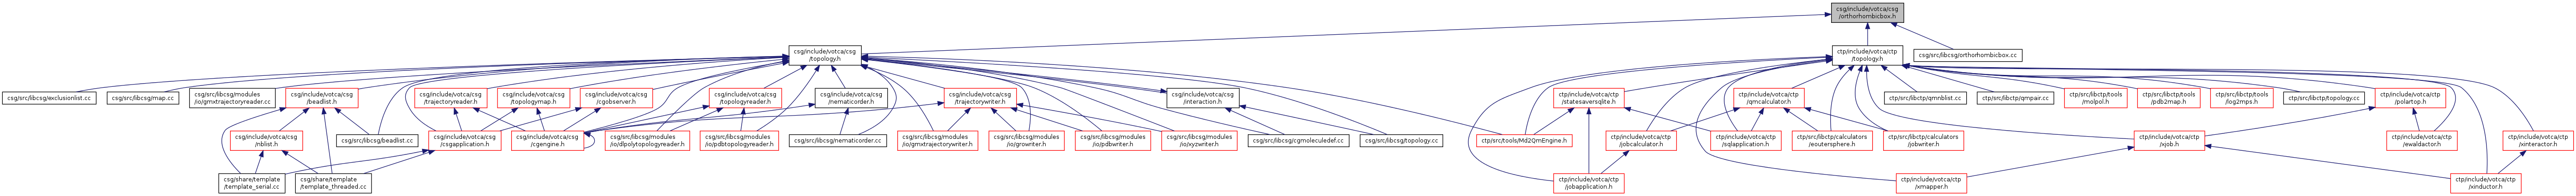 csg/include/votca/csg
/orthorhombicbox.h
csg/include/votca/csg
/topology.h
ctp/include/votca/ctp
/topology.h
csg/src/libcsg/orthorhombicbox.cc
csg/src/libcsg/exclusionlist.cc
csg/src/libcsg/map.cc
csg/src/libcsg/modules
/io/gmxtrajectoryreader.cc
csg/include/votca/csg
/beadlist.h
csg/include/votca/csg
/trajectoryreader.h
csg/include/votca/csg
/topologymap.h
csg/include/votca/csg
/cgobserver.h
csg/include/votca/csg
/topologyreader.h
csg/include/votca/csg
/nematicorder.h
csg/include/votca/csg
/trajectorywriter.h
csg/include/votca/csg
/interaction.h
ctp/include/votca/ctp
/statesaversqlite.h
ctp/include/votca/ctp
/qmcalculator.h
ctp/src/libctp/qmnblist.cc
ctp/src/libctp/qmpair.cc
ctp/src/libctp/tools
/molpol.h
ctp/src/libctp/tools
/pdb2map.h
ctp/src/libctp/tools
/log2mps.h
ctp/src/libctp/topology.cc
ctp/include/votca/ctp
/polartop.h
csg/include/votca/csg
/nblist.h
csg/src/libcsg/beadlist.cc
csg/include/votca/csg
/csgapplication.h
csg/include/votca/csg
/cgengine.h
csg/src/libcsg/modules
/io/dlpolytopologyreader.h
csg/src/libcsg/modules
/io/pdbtopologyreader.h
csg/src/libcsg/nematicorder.cc
csg/src/libcsg/modules
/io/gmxtrajectorywriter.h
csg/src/libcsg/modules
/io/growriter.h
csg/src/libcsg/modules
/io/pdbwriter.h
csg/src/libcsg/modules
/io/xyzwriter.h
csg/src/libcsg/cgmoleculedef.cc
csg/src/libcsg/topology.cc
ctp/src/tools/Md2QmEngine.h
ctp/include/votca/ctp
/jobcalculator.h
ctp/include/votca/ctp
/sqlapplication.h
ctp/src/libctp/calculators
/eoutersphere.h
ctp/src/libctp/calculators
/jobwriter.h
ctp/include/votca/ctp
/xjob.h
ctp/include/votca/ctp
/ewaldactor.h
ctp/include/votca/ctp
/xinteractor.h
csg/share/template
/template_serial.cc
csg/share/template
/template_threaded.cc
ctp/include/votca/ctp
/jobapplication.h
ctp/include/votca/ctp
/xmapper.h
ctp/include/votca/ctp
/xinductor.h